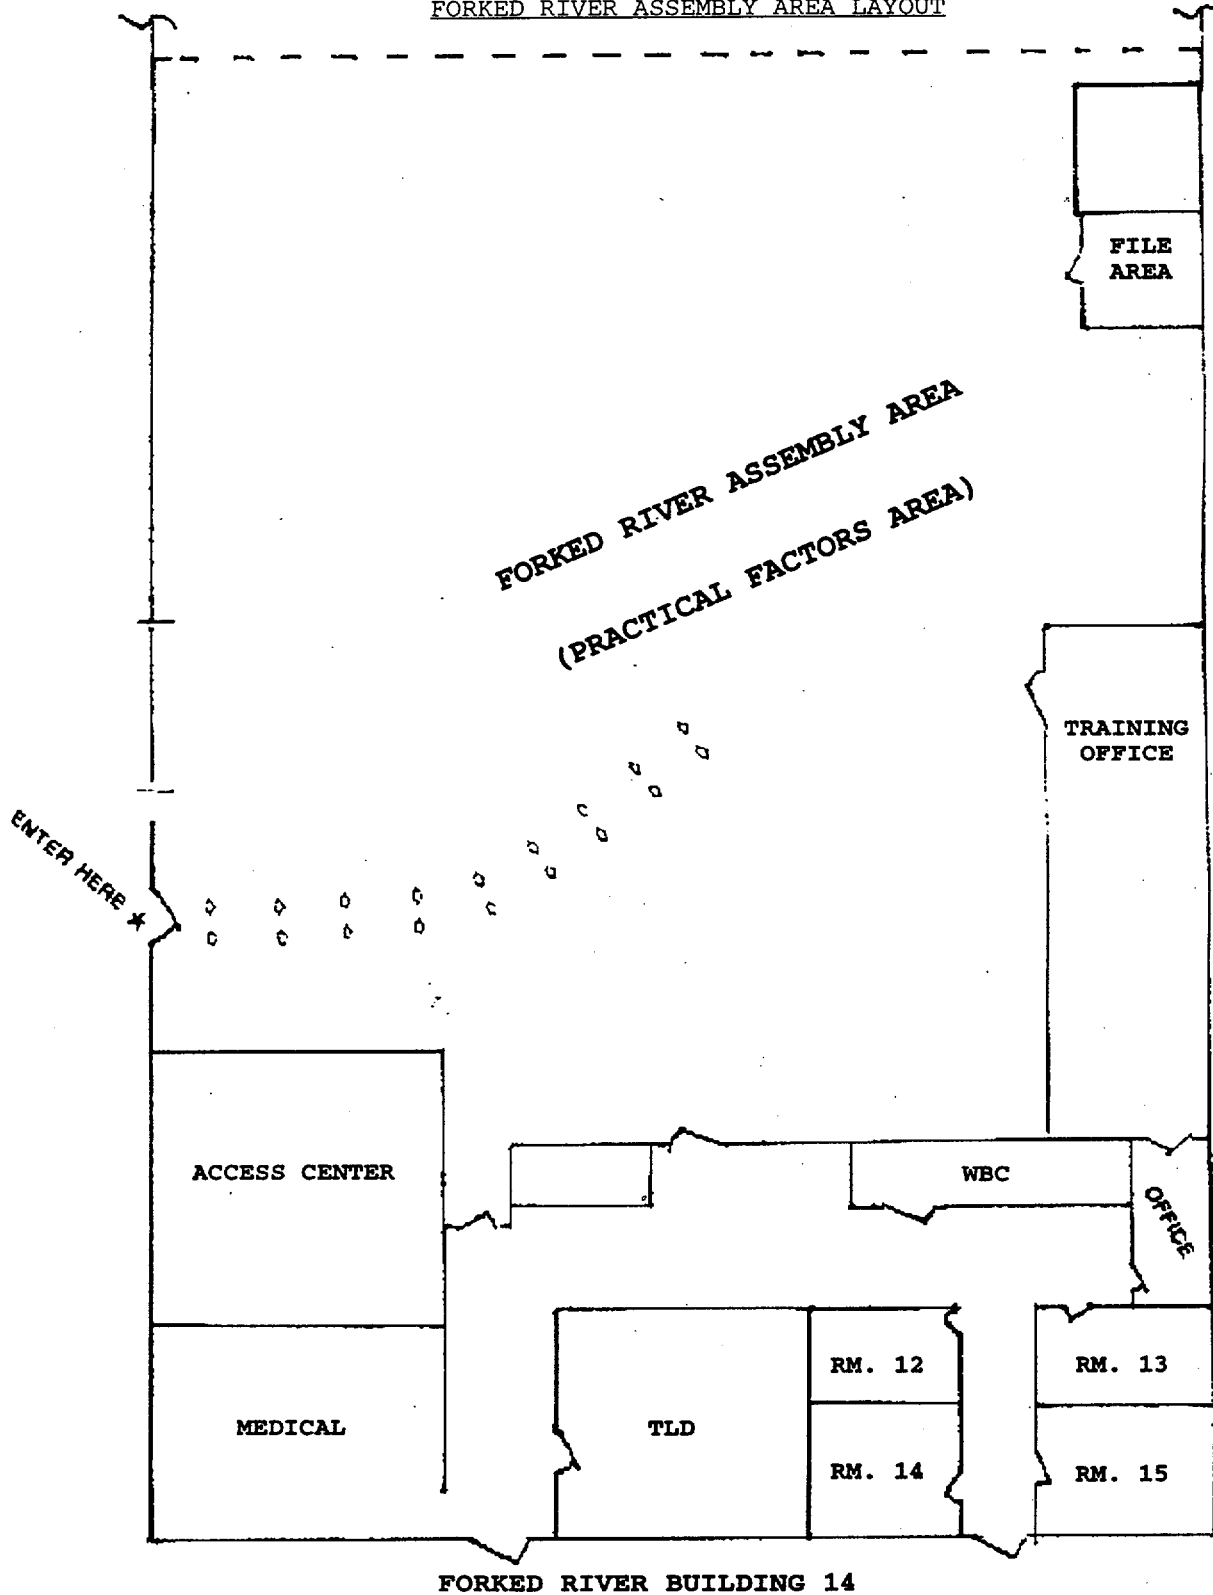 FORKED RIVER ASSEMBLY AREA LAYOUT
FILE
AREA
FORKED RIVER ASSEMBLY AREA
(PRACTICAL FACTORS AREA)
TRAINING
OFFICE
ENTER HERE
ACCESS CENTER
WBC
OFFICE
RM. 12
RM. 13
MEDICAL
TLD
RM. 14
RM. 15
FORKED RIVER BUILDING 14